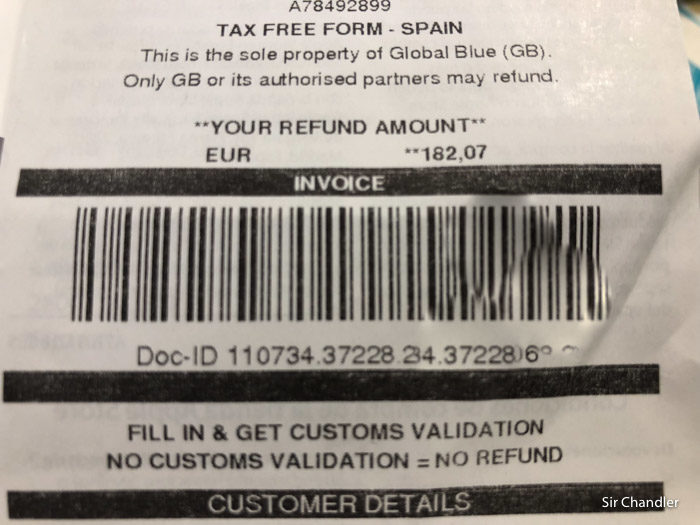 A78492899
TAX FREE FORM - SPAIN
This is the sole property of Global Blue (GB).
Only GB or its authorised partners may refund.
**YOUR REFUND AMOUNT**
EUR **182,07
INVOICE
Doc-ID
FILL IN & GET CUSTOMS VALIDATION
NO CUSTOMS VALIDATION = NO REFUND
CUSTOMER DETAILS
Sir Chandler